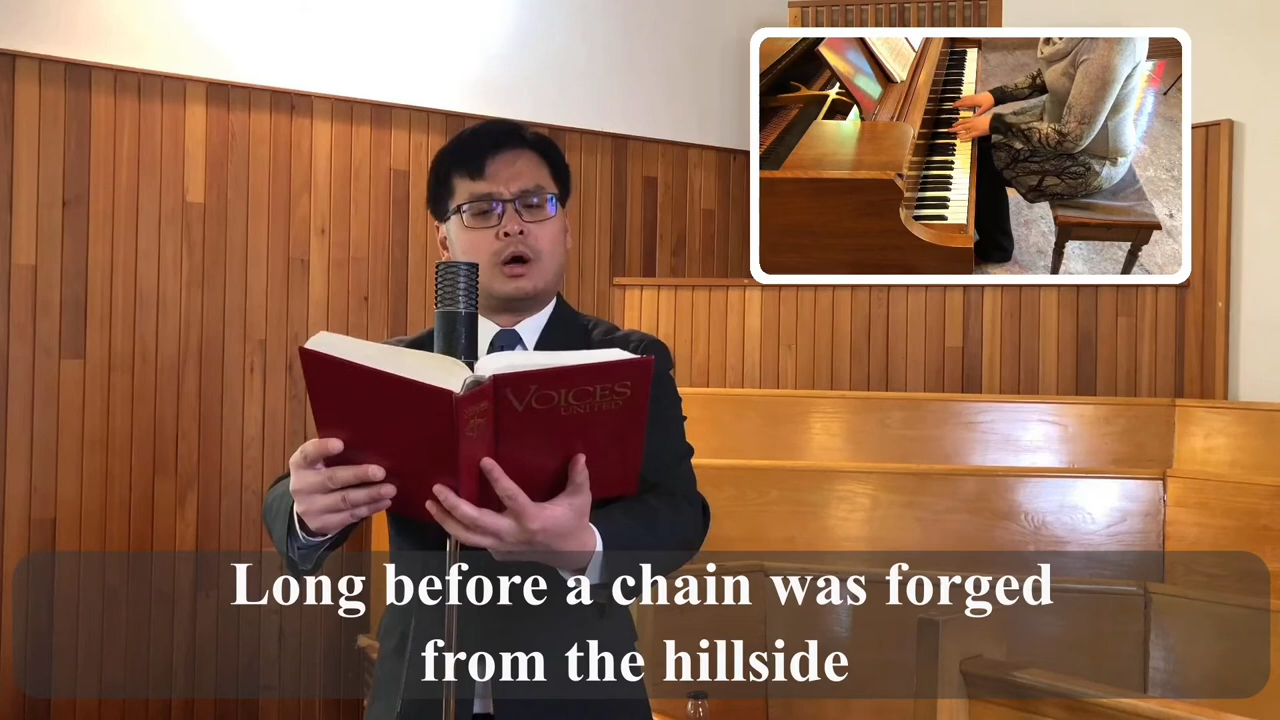 VOICES
UNITED
Long before a chain was forged
from the hillside